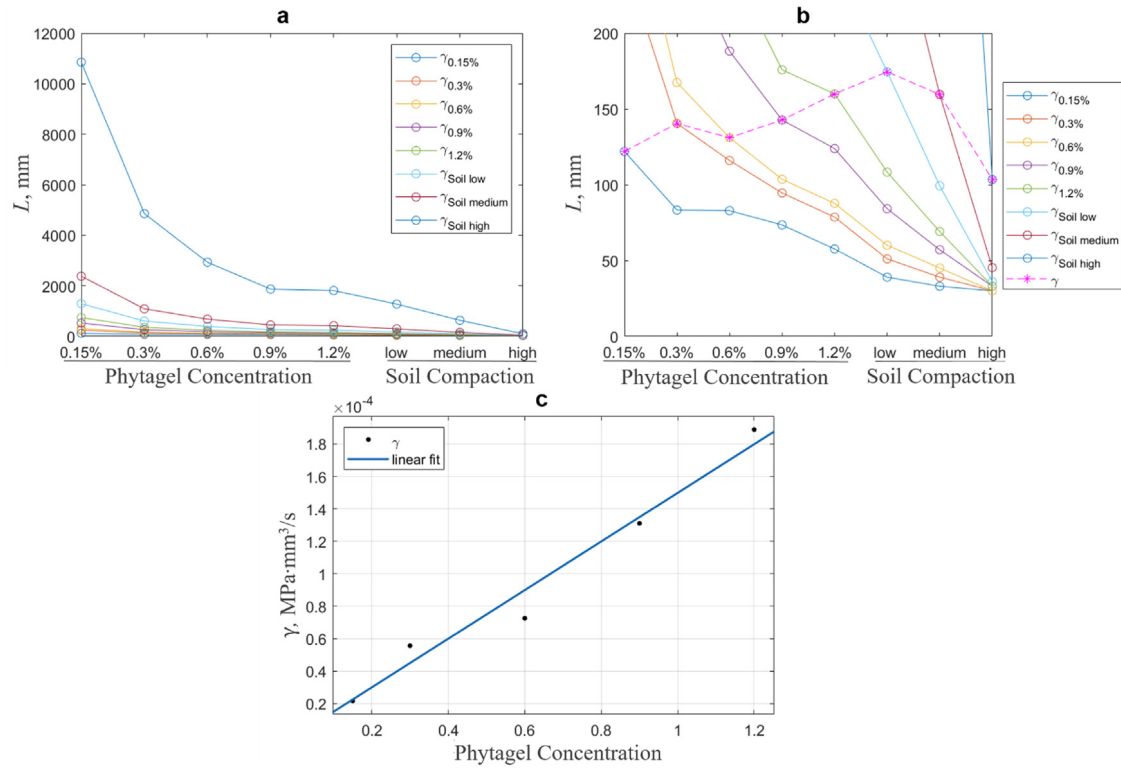 a
12000
10000
8000
6000
4000
2000
0
L, mm
0.15% 0.3% 0.6% 0.9% 1.2% low medium high
Phytagel Concentration Soil Compaction
γ0.15%
γ0.3%
γ0.6%
γ0.9%
γ1.2%
γSoil low
γSoil medium
γSoil high
b
200
150
100
50
0
L, mm
0.15% 0.3% 0.6% 0.9% 1.2% low medium high
Phytagel Concentration Soil Compaction
γ0.15%
γ0.3%
γ0.6%
γ0.9%
γ1.2%
γSoil low
γSoil medium
γSoil high
γ
c
×10-4
γ
linear fit
1.8
1.6
1.4
1.2
1
0.8
0.6
0.4
0.2
γ, MPa·mm³/s
0.2 0.4 0.6 0.8 1 1.2
Phytagel Concentration